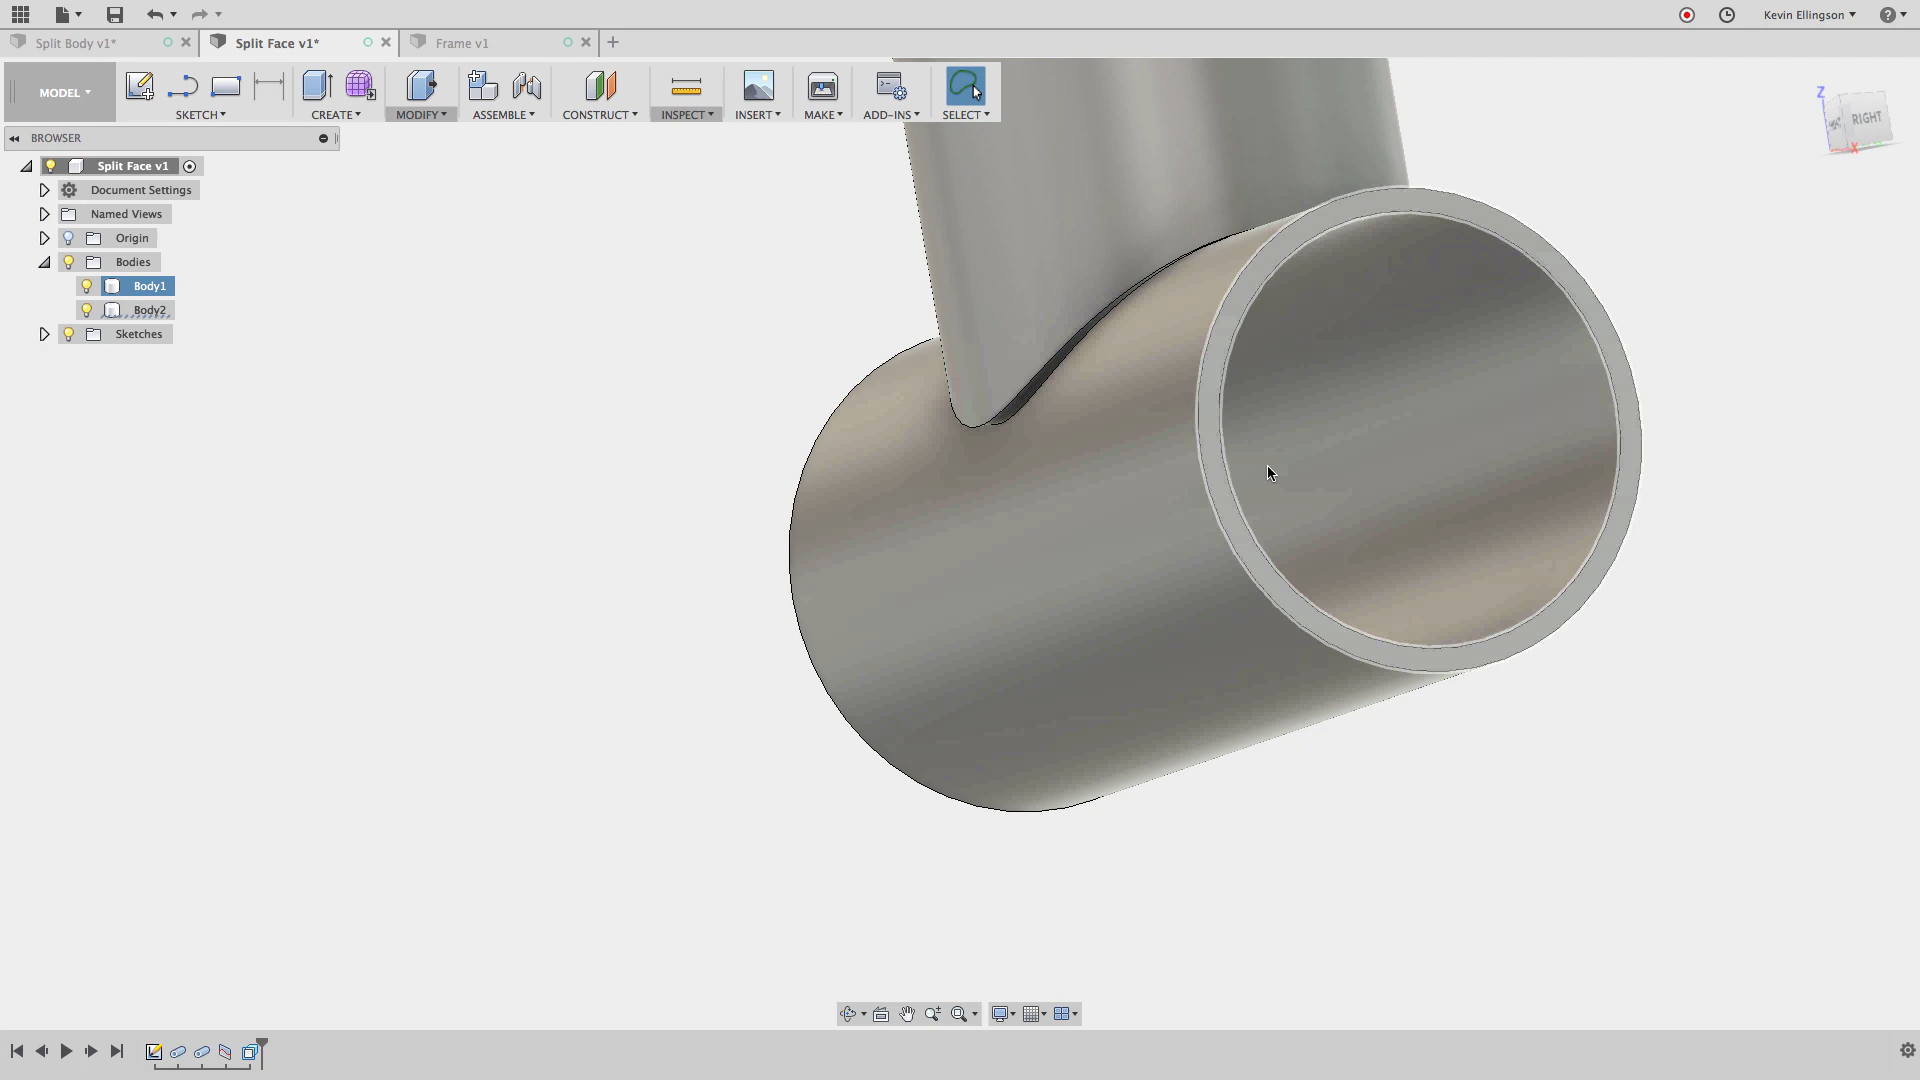 Kevin Ellingson
Split Body v1*
Split Face v1*
Frame v1
MODEL
SKETCH
CREATE
MODIFY
ASSEMBLE
CONSTRUCT
INSPECT
INSERT
MAKE
ADD-INS
SELECT
BROWSER
Split Face v1
Document Settings
Named Views
Origin
Bodies
Body1
Body2
Sketches
Z
RIGHT
X